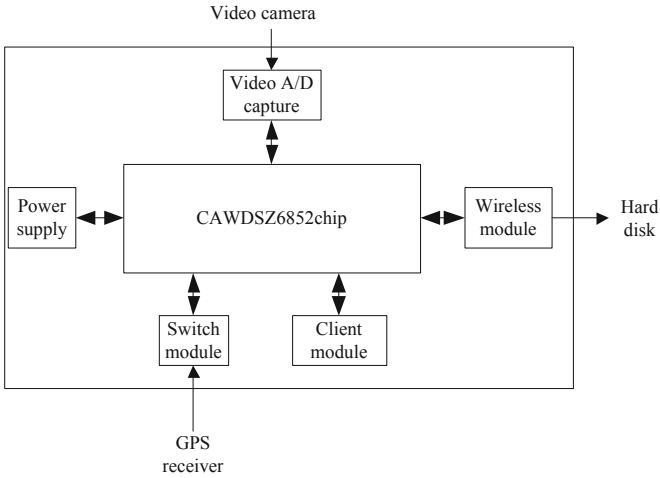 Video camera
Video A/D
capture
Power
supply
CAWDSZ6852chip
Wireless
module
Hard
disk
Switch
module
Client
module
GPS
receiver